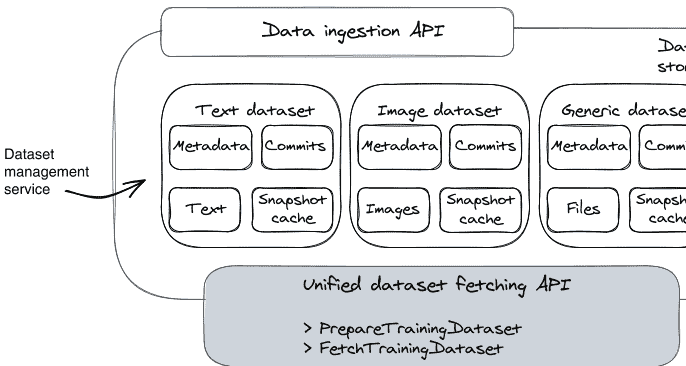 Data ingestion API
Text dataset
Metadata Commits
Text Snapshot
cache
Image dataset
Metadata Commits
Images Snapshot
cache
Generic
Metadata
Files
Dataset
management
service
Unified dataset fetching API
> PrepareTrainingDataset
> FetchTrainingDataset